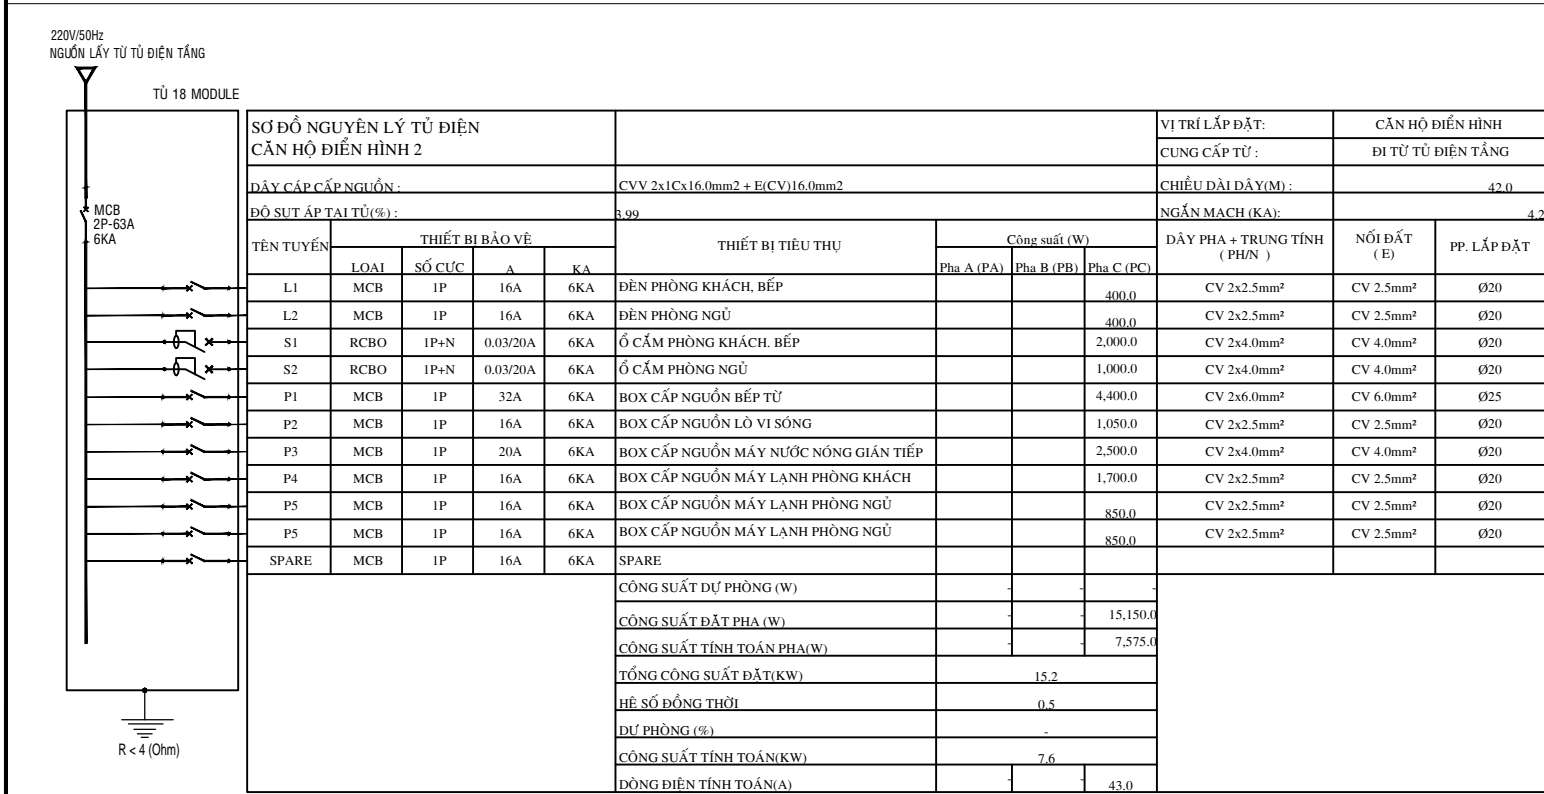 220V/50Hz
NGUỒN LẤY TỪ TỦ ĐIỆN TẦNG
TỦ 18 MODULE
MCB
2P-63A
6KA
R < 4 (Ohm)
SƠ ĐỒ NGUYÊN LÝ TỦ ĐIỆN
CĂN HỘ ĐIỂN HÌNH 2
VỊ TRÍ LẮP ĐẶT: CĂN HỘ ĐIỂN HÌNH
CUNG CẤP TỪ : ĐI TỪ TỦ ĐIỆN TẦNG
DÂY CÁP CẤP NGUỒN : CVV 2x1Cx16.0mm2 + E(CV)16.0mm2 CHIỀU DÀI DÂY(M) : 42.0
ĐỘ SỤT ÁP TẠI TỦ(%) : 3.99 NGẮN MẠCH (KA): 4.2
TÊN TUYẾN THIẾT BỊ BẢO VỆ THIẾT BỊ TIÊU THỤ Công suất (W) DÂY PHA + TRUNG TÍNH NỐI ĐẤT PP. LẮP ĐẶT
( PH/N ) ( E)
LOẠI SỐ CỰC A KA Pha A (PA) Pha B (PB) Pha C (PC)
L1 MCB 1P 16A 6KA ĐÈN PHÒNG KHÁCH, BẾP 400.0 CV 2x2.5mm² CV 2.5mm² Ø20
L2 MCB 1P 16A 6KA ĐÈN PHÒNG NGỦ 400.0 CV 2x2.5mm² CV 2.5mm² Ø20
S1 RCBO 1P+N 0.03/20A 6KA Ổ CẮM PHÒNG KHÁCH. BẾP 2,000.0 CV 2x4.0mm² CV 4.0mm² Ø20
S2 RCBO 1P+N 0.03/20A 6KA Ổ CẮM PHÒNG NGỦ 1,000.0 CV 2x4.0mm² CV 4.0mm² Ø20
P1 MCB 1P 32A 6KA BOX CẤP NGUỒN BẾP TỪ 4,400.0 CV 2x6.0mm² CV 6.0mm² Ø25
P2 MCB 1P 16A 6KA BOX CẤP NGUỒN LÒ VI SÓNG 1,050.0 CV 2x2.5mm² CV 2.5mm² Ø20
P3 MCB 1P 20A 6KA BOX CẤP NGUỒN MÁY NƯỚC NÓNG GIÁN TIẾP 2,500.0 CV 2x4.0mm² CV 4.0mm² Ø20
P4 MCB 1P 16A 6KA BOX CẤP NGUỒN MÁY LẠNH PHÒNG KHÁCH 1,700.0 CV 2x2.5mm² CV 2.5mm² Ø20
P5 MCB 1P 16A 6KA BOX CẤP NGUỒN MÁY LẠNH PHÒNG NGỦ 850.0 CV 2x2.5mm² CV 2.5mm² Ø20
P5 MCB 1P 16A 6KA BOX CẤP NGUỒN MÁY LẠNH PHÒNG NGỦ 850.0 CV 2x2.5mm² CV 2.5mm² Ø20
SPARE MCB 1P 16A 6KA SPARE
CÔNG SUẤT DỰ PHÒNG (W) - - -
CÔNG SUẤT ĐẶT PHA (W) - - 15,150.0
CÔNG SUẤT TÍNH TOÁN PHA(W) - - 7,575.0
TỔNG CÔNG SUẤT ĐẶT(KW) 15.2
HỆ SỐ ĐỒNG THỜI 0.5
DỰ PHÒNG (%) -
CÔNG SUẤT TÍNH TOÁN(KW) 7.6
DÒNG ĐIỆN TÍNH TOÁN(A) - - 43.0